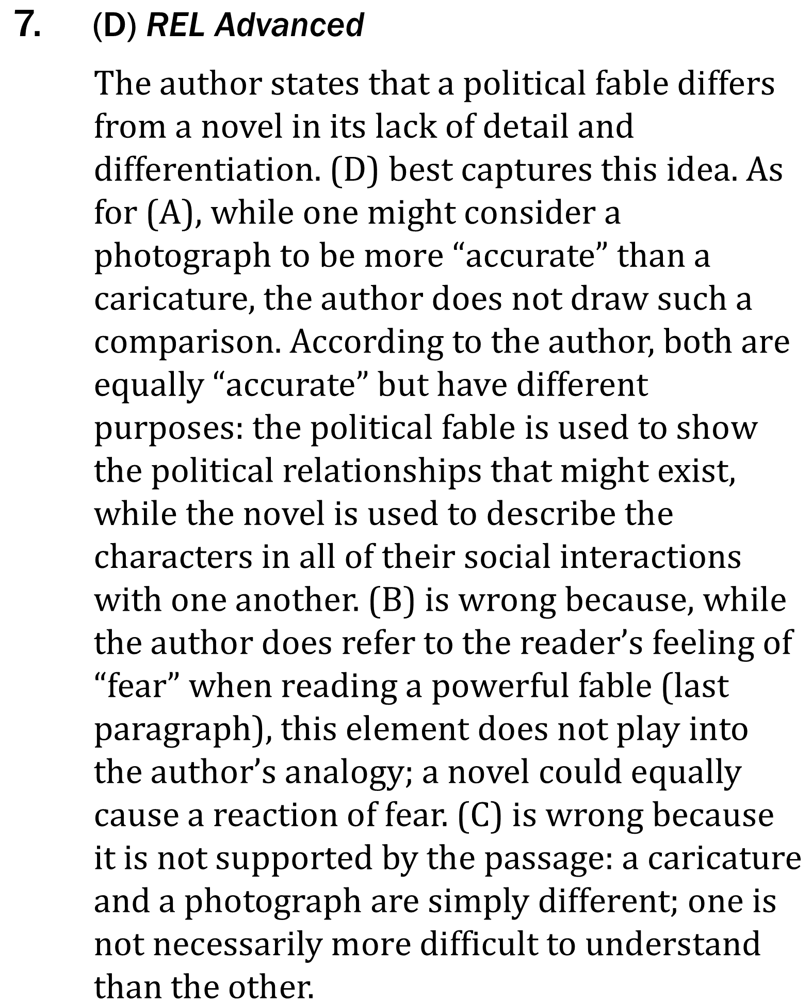 7. (D) REL Advanced
The author states that a political fable differs
from a novel in its lack of detail and
differentiation. (D) best captures this idea. As
for (A), while one might consider a
photograph to be more “accurate” than a
caricature, the author does not draw such a
comparison. According to the author, both are
equally “accurate” but have different
purposes: the political fable is used to show
the political relationships that might exist,
while the novel is used to describe the
characters in all of their social interactions
with one another. (B) is wrong because, while
the author does refer to the reader’s feeling of
“fear” when reading a powerful fable (last
paragraph), this element does not play into
the author’s analogy; a novel could equally
cause a reaction of fear. (C) is wrong because
it is not supported by the passage: a caricature
and a photograph are simply different; one is
not necessarily more difficult to understand
than the other.